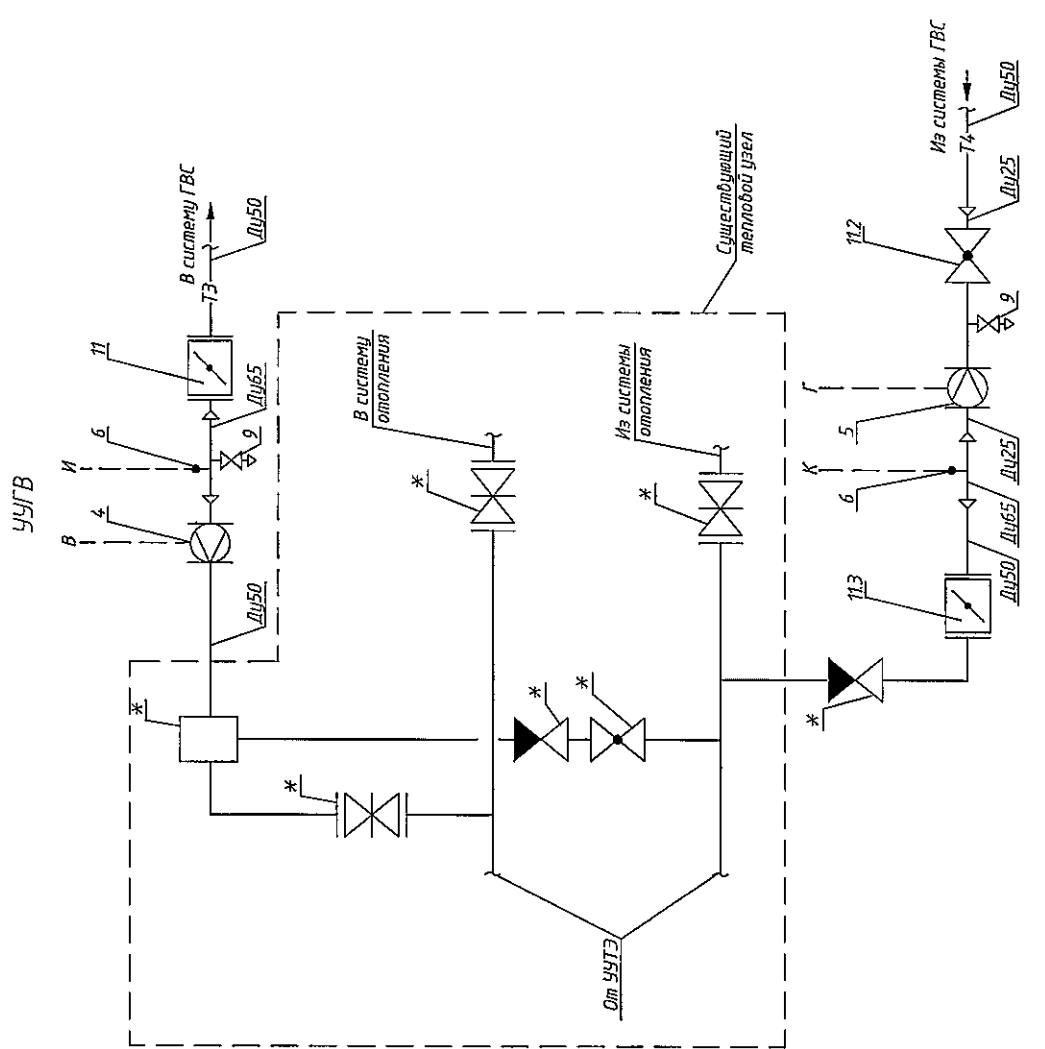 УУГВ
В
4
И
6
11
В систему ГВС
Т3
Ду50
Ду65
9
Ду50
*
*
Существующий
тепловой узел
В систему
отопления
*
*
*
Из системы
отопления
*
От УУТЭ
*
11.3
К
6
5
Г
11.2
9
Из системы ГВС
Т4
Ду50
Ду25
Ду25
Ду65
Ду50